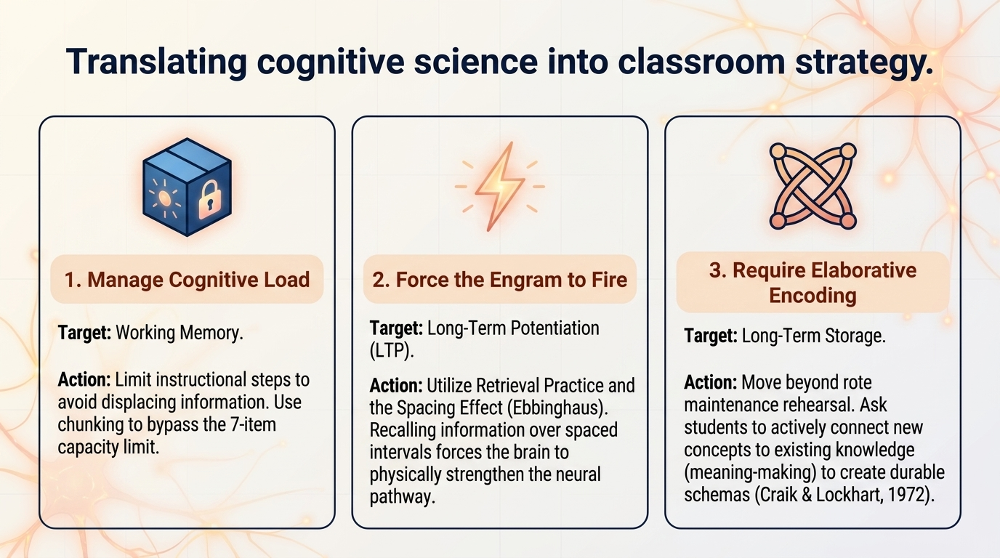 Translating cognitive science into classroom strategy.
1. Manage Cognitive Load
Target: Working Memory.
Action: Limit instructional steps to
avoid displacing information. Use
chunking to bypass the 7-item
capacity limit.
2. Force the Engram to Fire
Target: Long-Term Potentiation
(LTP).
Action: Utilize Retrieval Practice and
the Spacing Effect (Ebbinghaus).
Recalling information over spaced
intervals forces the brain to
physically strengthen the neural
pathway.
3. Require Elaborative
Encoding
Target: Long-Term Storage.
Action: Move beyond rote
maintenance rehearsal. Ask
students to actively connect new
concepts to existing knowledge
(meaning-making) to create durable
schemas (Craik & Lockhart, 1972).